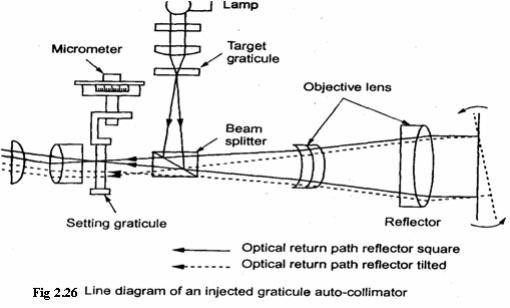 Lamp
Micrometer
Target
graticule
Objective lens
Beam
splitter
Setting graticule
Reflector
Optical return path reflector square
Optical return path reflector tilted
Fig 2.26 Line diagram of an injected graticule auto-collimator